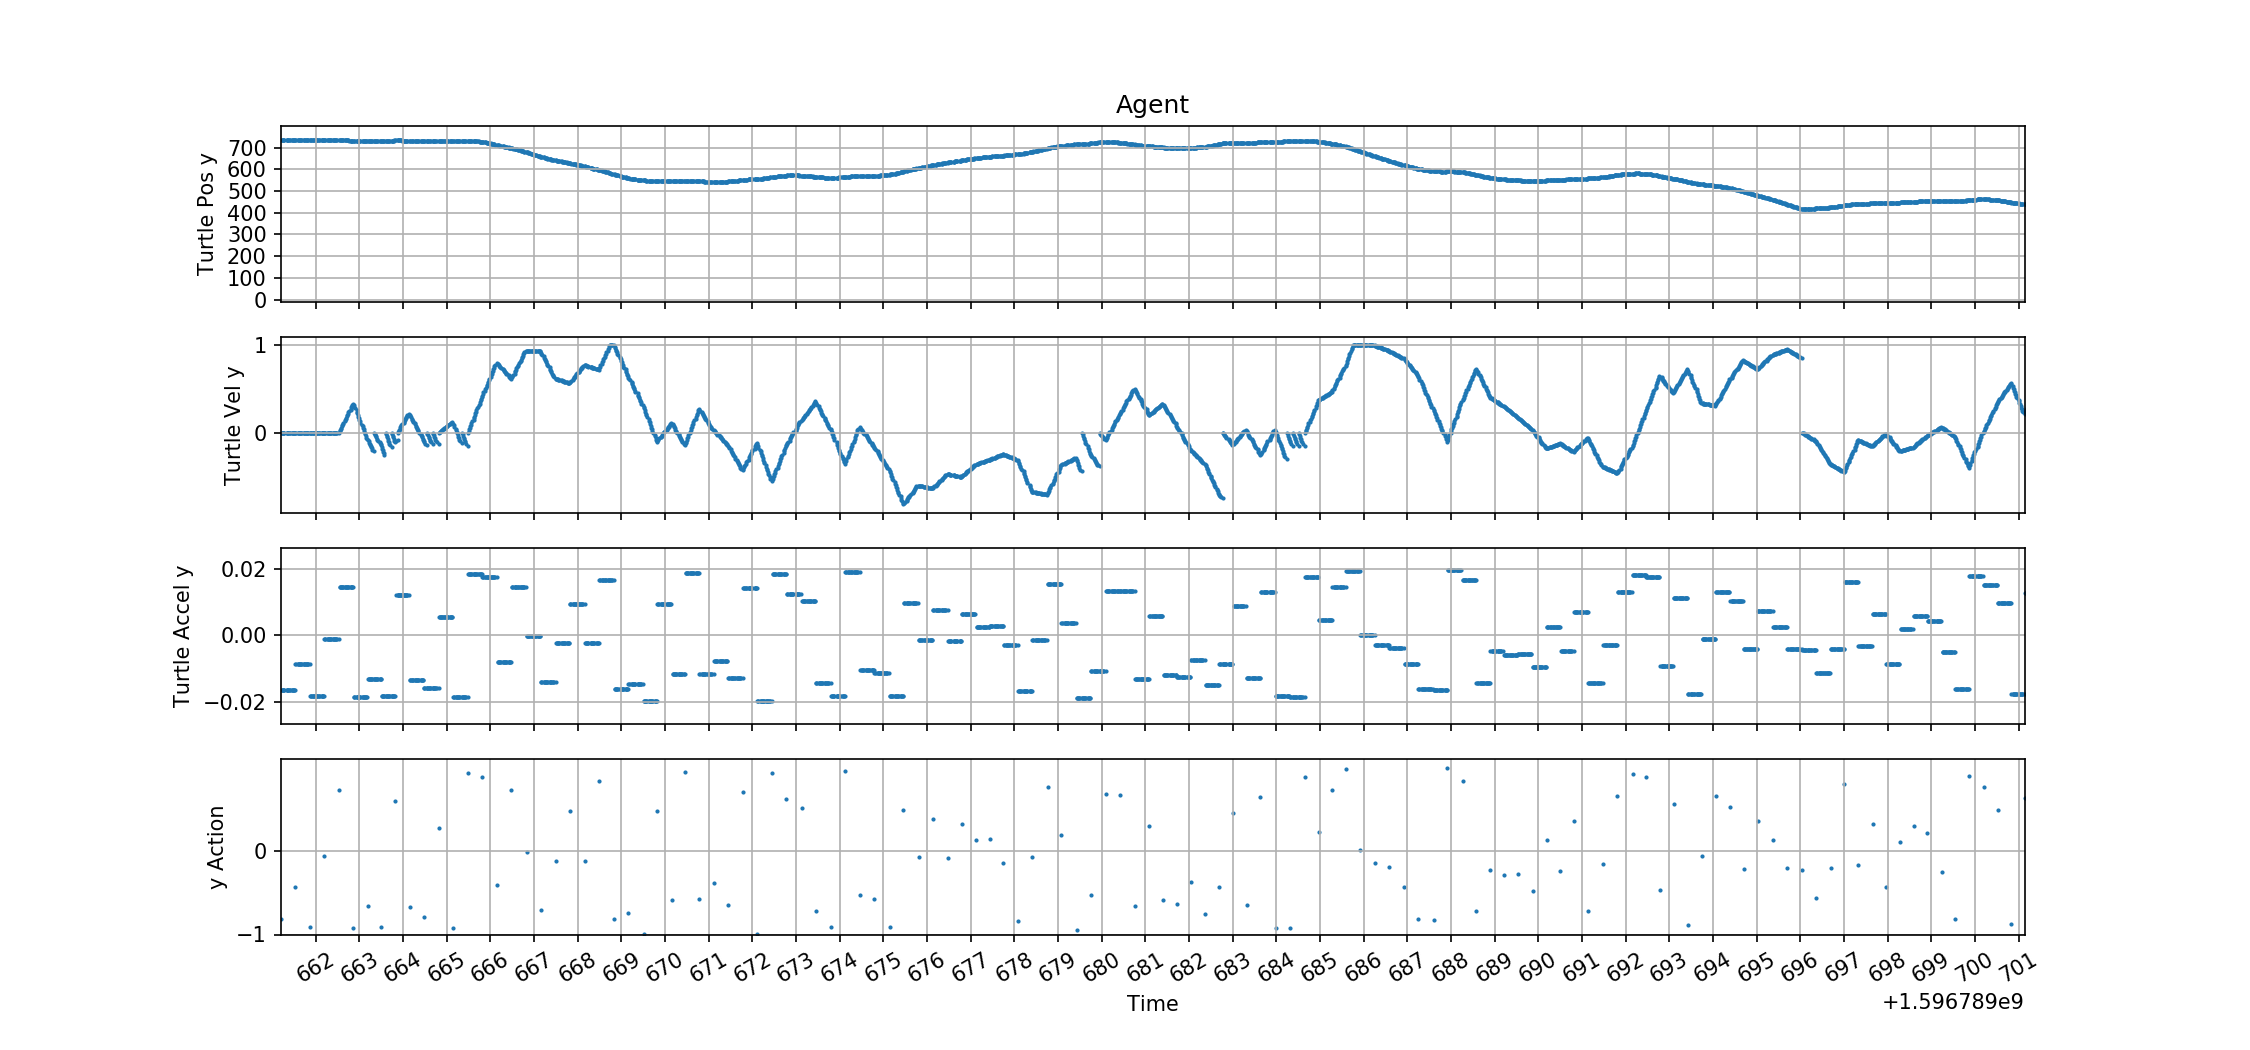 Agent
Turtle Pos y
700
600
500
400
300
200
100
0
Turtle Vel y
1
0
Turtle Accel y
0.02
0.00
−0.02
y Action
0
−1
662 663 664 665 666 667 668 669 670 671 672 673 674 675 676 677 678 679 680 681 682 683 684 685 686 687 688 689 690 691 692 693 694 695 696 697 698 699 700 701
Time
+1.596789e9